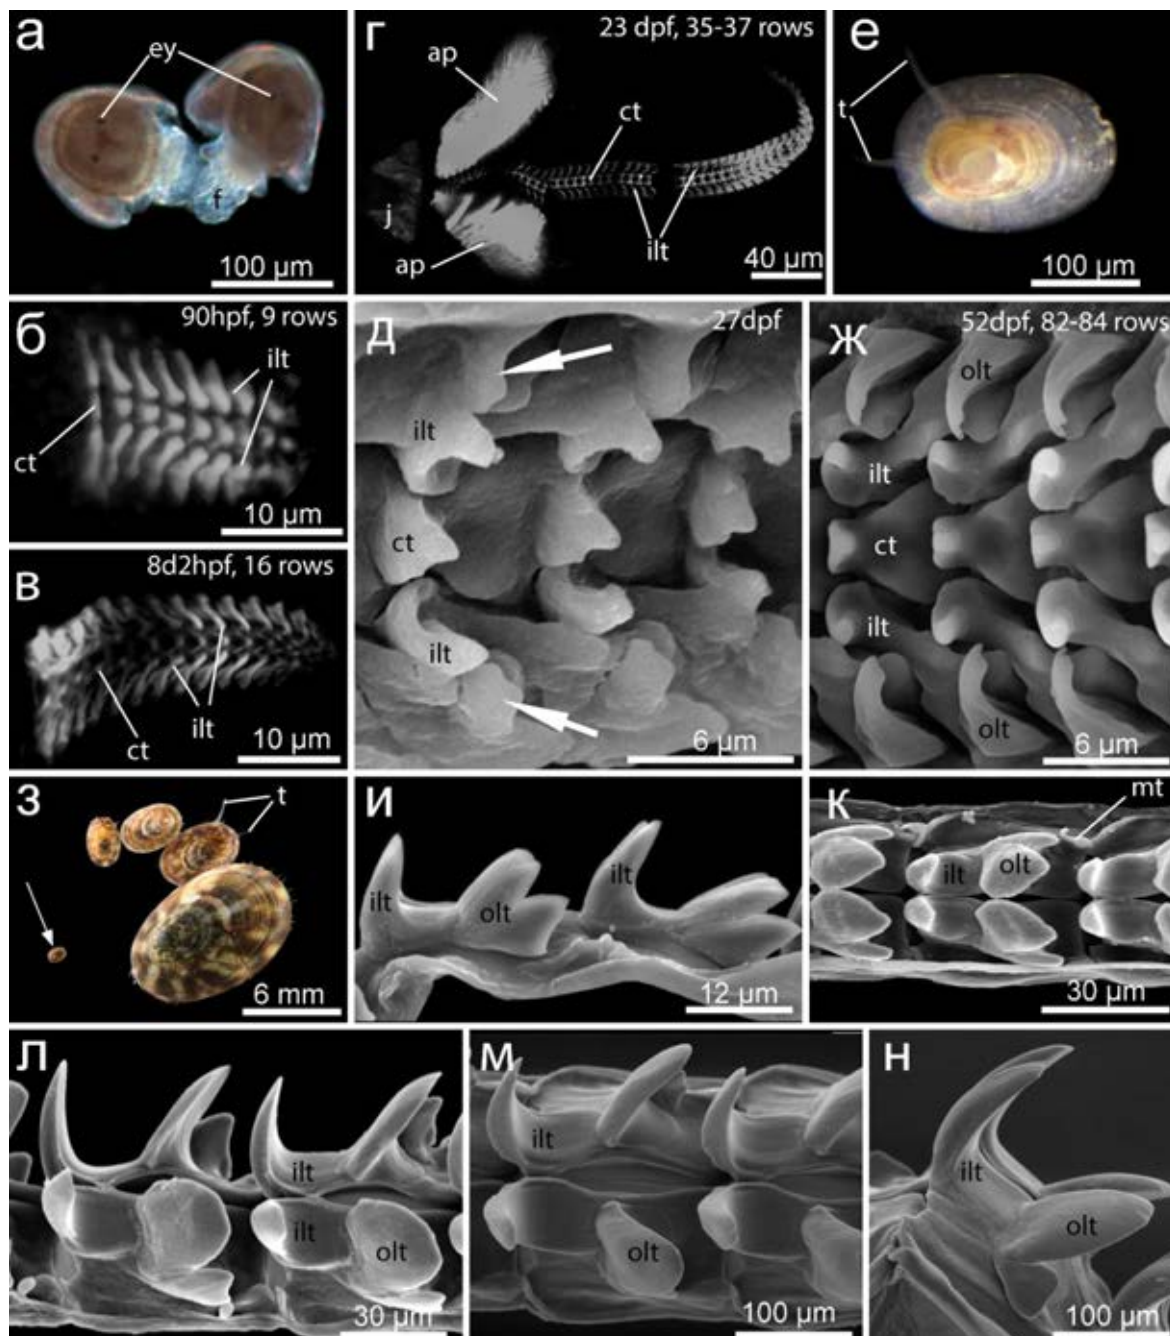 а
ey
f
100 µm
г
23 dpf, 35-37 rows
ap
ct
j
ap
ilt
40 µm
е
t
100 µm
б
90hpf, 9 rows
ilt
ct
10 µm
в
8d2hpf, 16 rows
ct
ilt
10 µm
д
27dpf
ilt
ct
ilt
6 µm
ж
52dpf, 82-84 rows
olt
ilt
ct
ilt
olt
6 µm
з
t
6 mm
и
ilt
olt
ilt
12 µm
к
mt
ilt
olt
30 µm
л
ilt
ilt
olt
30 µm
м
ilt
olt
100 µm
н
ilt
olt
100 µm